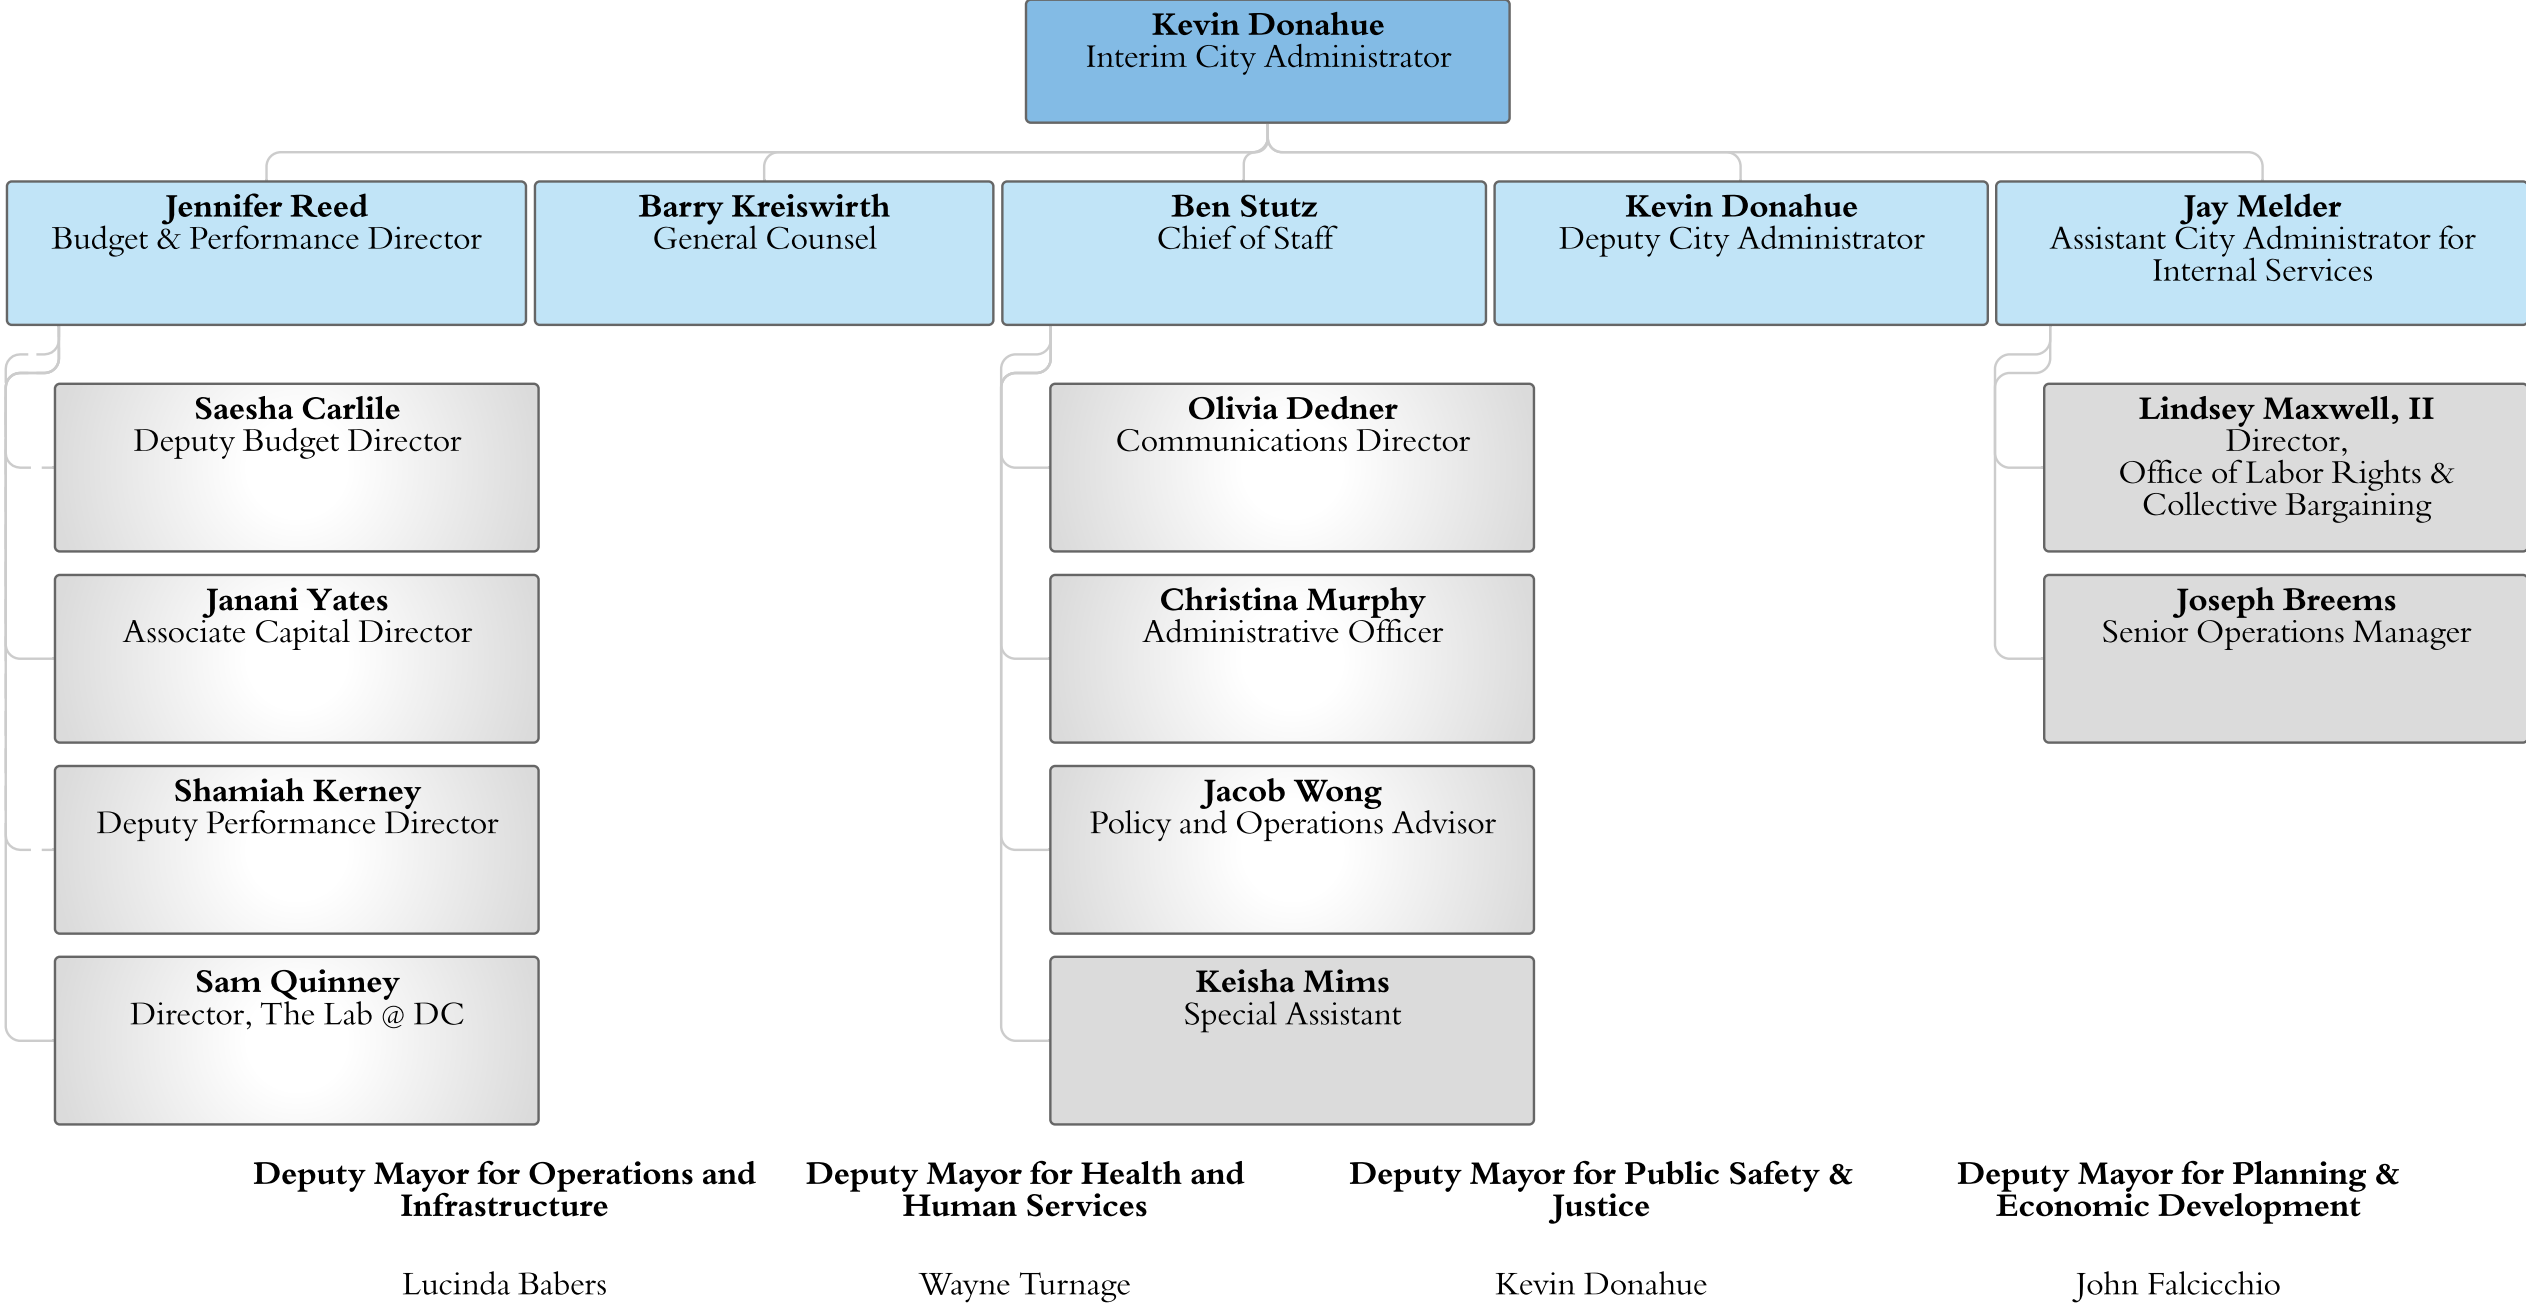 Kevin Donahue
Interim City Administrator
Jennifer Reed
Budget & Performance Director
Barry Kreiswirth
General Counsel
Ben Stutz
Chief of Staff
Kevin Donahue
Deputy City Administrator
Jay Melder
Assistant City Administrator for
Internal Services
Saesha Carlile
Deputy Budget Director
Janani Yates
Associate Capital Director
Shamiah Kerney
Deputy Performance Director
Sam Quinney
Director, The Lab @ DC
Olivia Dedner
Communications Director
Christina Murphy
Administrative Officer
Jacob Wong
Policy and Operations Advisor
Keisha Mims
Special Assistant
Lindsey Maxwell, II
Director,
Office of Labor Rights &
Collective Bargaining
Joseph Breems
Senior Operations Manager
Deputy Mayor for Operations and
Infrastructure
Lucinda Babers
Deputy Mayor for Health and
Human Services
Wayne Turnage
Deputy Mayor for Public Safety &
Justice
Kevin Donahue
Deputy Mayor for Planning &
Economic Development
John Falcicchio